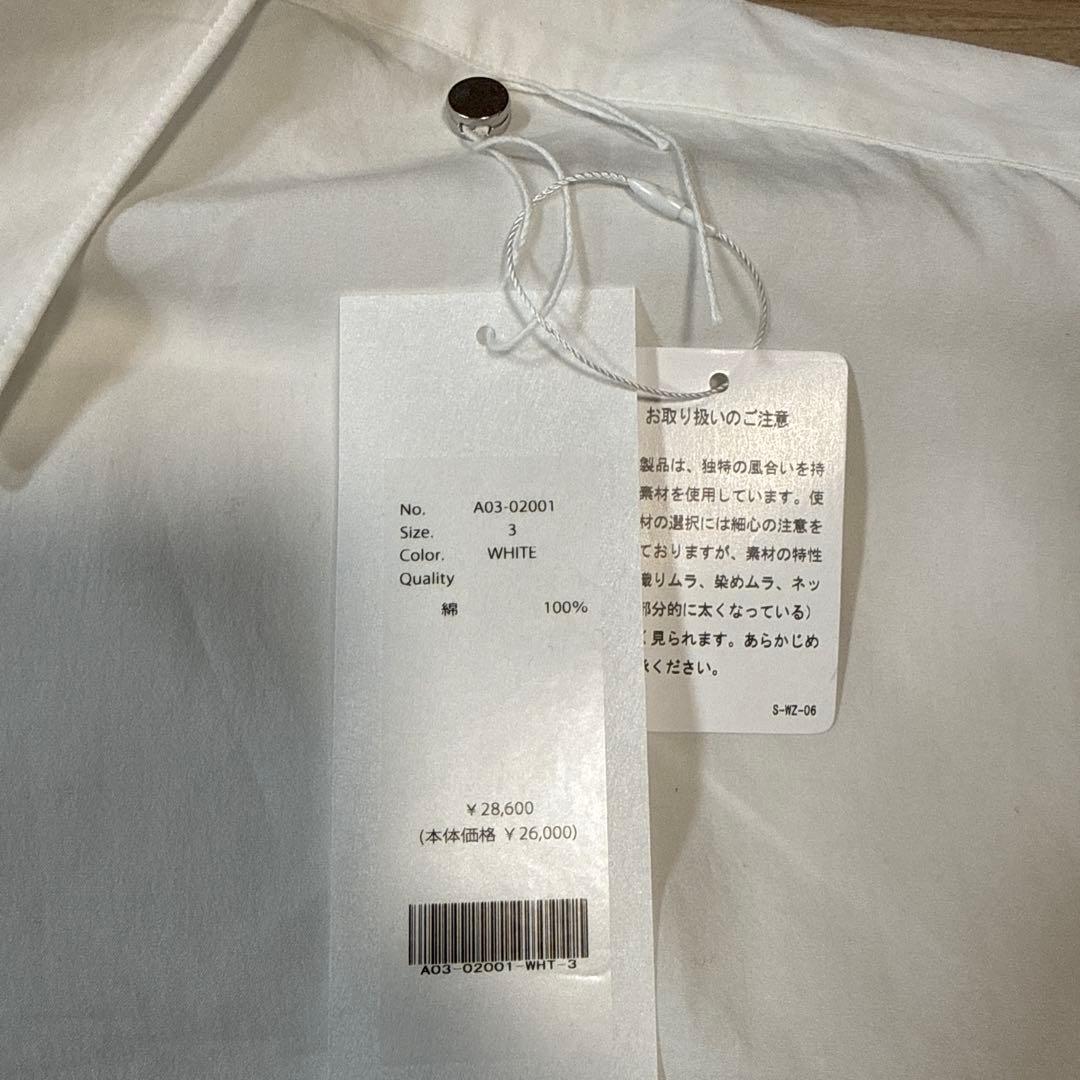 No. A03-02001
Size. 3
Color. WHITE
Quality
綿 100%
¥28,600
(本体価格 ¥26,000)
A03-02001-WHT-3
お取り扱いのご注意
製品は、独特の風合いを持
素材を使用しています。使
材の選択には細心の注意を
ておりますが、素材の特性
織りムラ、染めムラ、ネッ
部分的に太くなっている)
く見られます。あらかじめ
承ください。
S-WZ-06